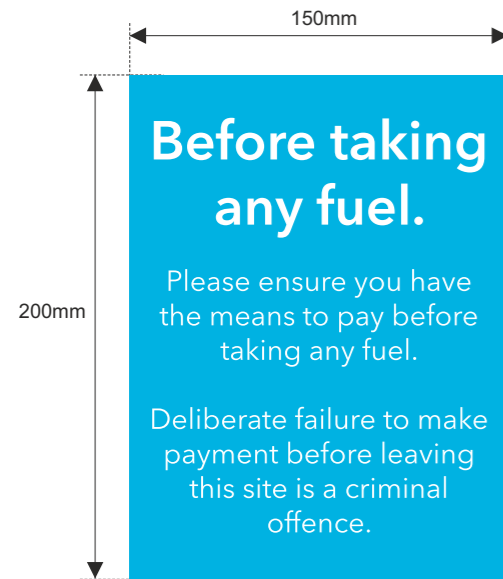 150mm
200mm
Before taking
any fuel.
Please ensure you have
the means to pay before
taking any fuel.
Deliberate failure to make
payment before leaving
this site is a criminal
offence.